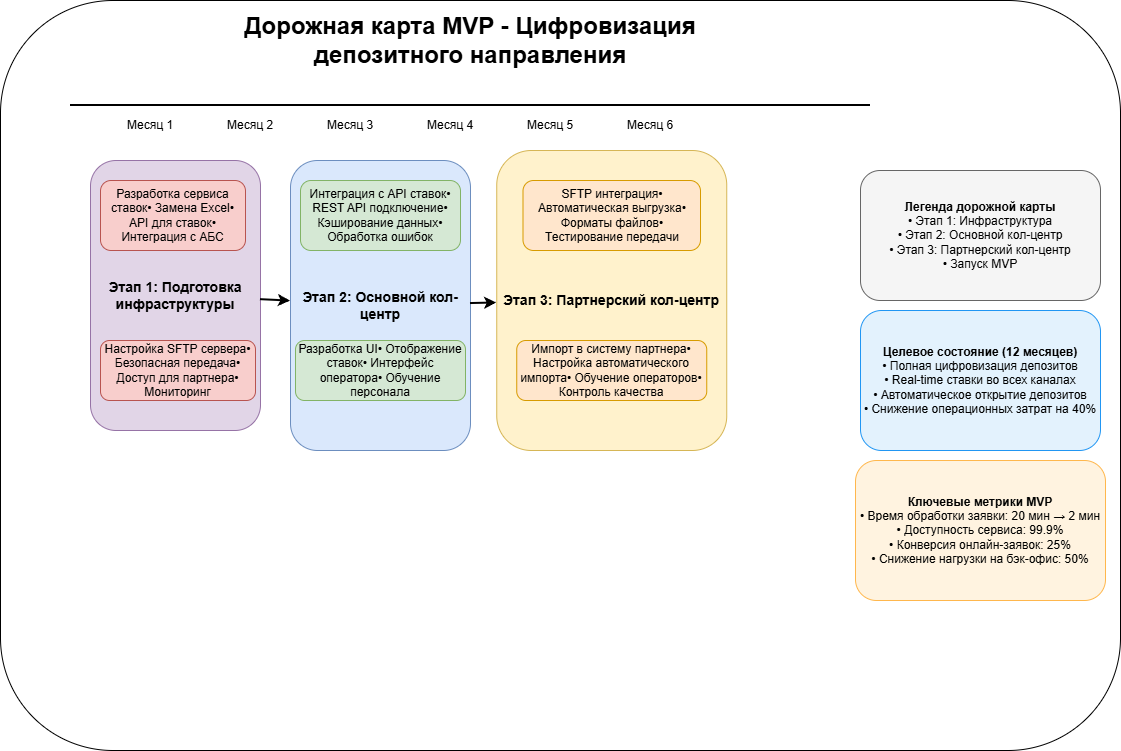 Дорожная карта MVP - Цифровизация
депозитного направления
Месяц 1
Месяц 2
Месяц 3
Месяц 4
Месяц 5
Месяц 6
Разработка сервиса
ставок• Замена Excel•
API для ставок•
Интеграция с АБС
Этап 1: Подготовка
инфраструктуры
Настройка SFTP сервера•
Безопасная передача•
Доступ для партнера•
Мониторинг
Интеграция с API ставок•
REST API подключение•
Кэширование данных•
Обработка ошибок
Этап 2: Основной кол-
центр
Разработка UI• Отображение
ставок• Интерфейс
оператора• Обучение
персонала
SFTP интеграция•
Автоматическая выгрузка•
Форматы файлов•
Тестирование передачи
Этап 3: Партнерский кол-центр
Импорт в систему партнера•
Настройка автоматического
импорта• Обучение операторов•
Контроль качества
Легенда дорожной карты
• Этап 1: Инфраструктура
• Этап 2: Основной кол-центр
• Этап 3: Партнерский кол-центр
• Запуск MVP
Целевое состояние (12 месяцев)
• Полная цифровизация депозитов
• Real-time ставки во всех каналах
• Автоматическое открытие депозитов
• Снижение операционных затрат на 40%
Ключевые метрики MVP
• Время обработки заявки: 20 мин → 2 мин
• Доступность сервиса: 99.9%
• Конверсия онлайн-заявок: 25%
• Снижение нагрузки на бэк-офис: 50%